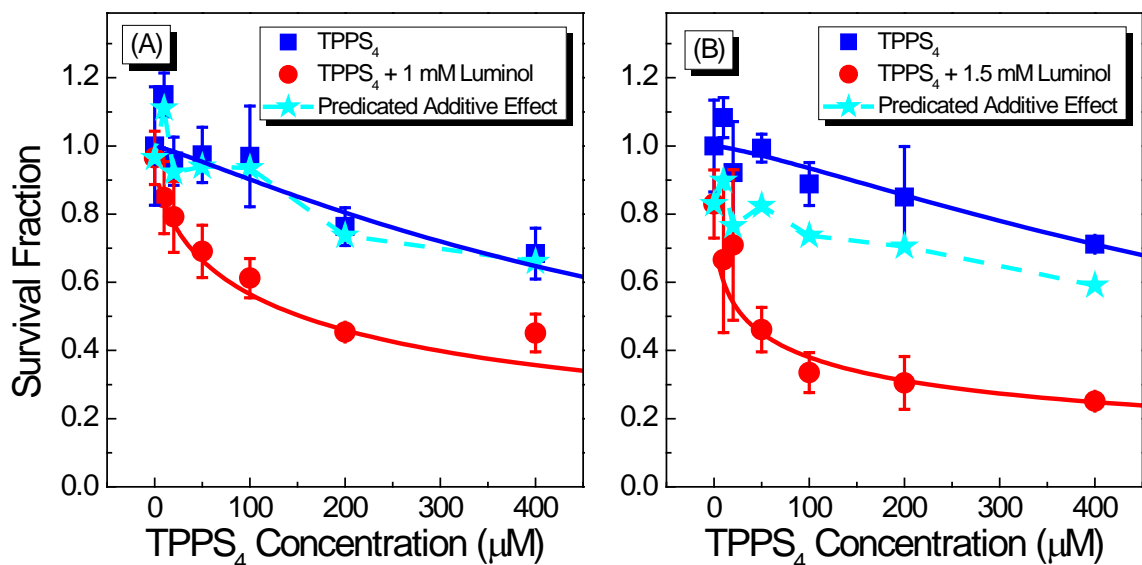 (A)
TPPS₄
TPPS₄ + 1 mM Luminol
Predicated Additive Effect
(B)
TPPS₄
TPPS₄ + 1.5 mM Luminol
Predicated Additive Effect
Survival Fraction
1.2
1.0
0.8
0.6
0.4
0.2
0.0
1.2
1.0
0.8
0.6
0.4
0.2
0.0
0 100 200 300 400
0 100 200 300 400
TPPS₄ Concentration (μM)
TPPS₄ Concentration (μM)